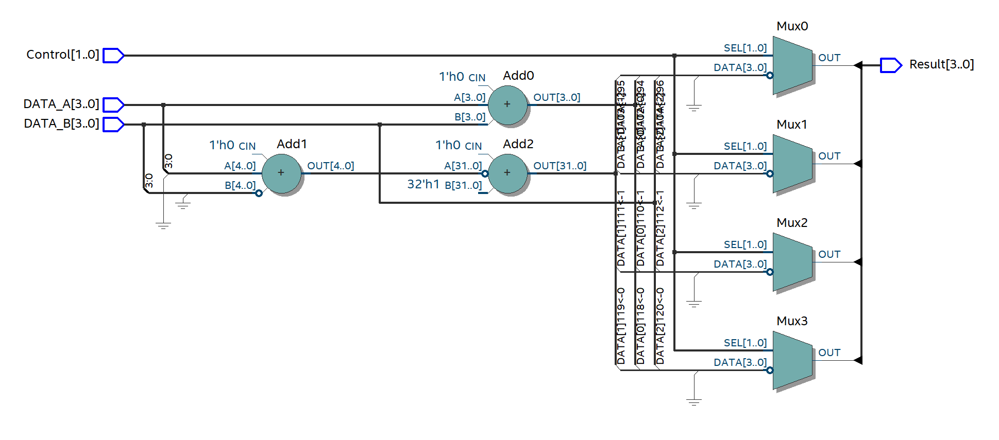 Mux0
Control[1..0]
SEL[1..0]
OUT
DATA[3..0]
Result[3..0]
1'h0 CIN
Add0
DATA_A[3..0]
A[3..0]
OUT[3..0]
DATA_B[3..0]
B[3..0]
1'h0 CIN
Add1
3:0
3:0
A[4..0]
OUT[4..0]
B[4..0]
1'h0 CIN
Add2
A[31..0]
OUT[31..0]
32'h1 B[31..0]
Mux1
SEL[1..0]
OUT
DATA[3..0]
DATA[1]111<-1
DATA[0]110<-1
DATA[2]112<-1
Mux2
SEL[1..0]
OUT
DATA[3..0]
DATA[1]119<-0
DATA[0]118<-0
DATA[2]120<-0
Mux3
SEL[1..0]
OUT
DATA[3..0]